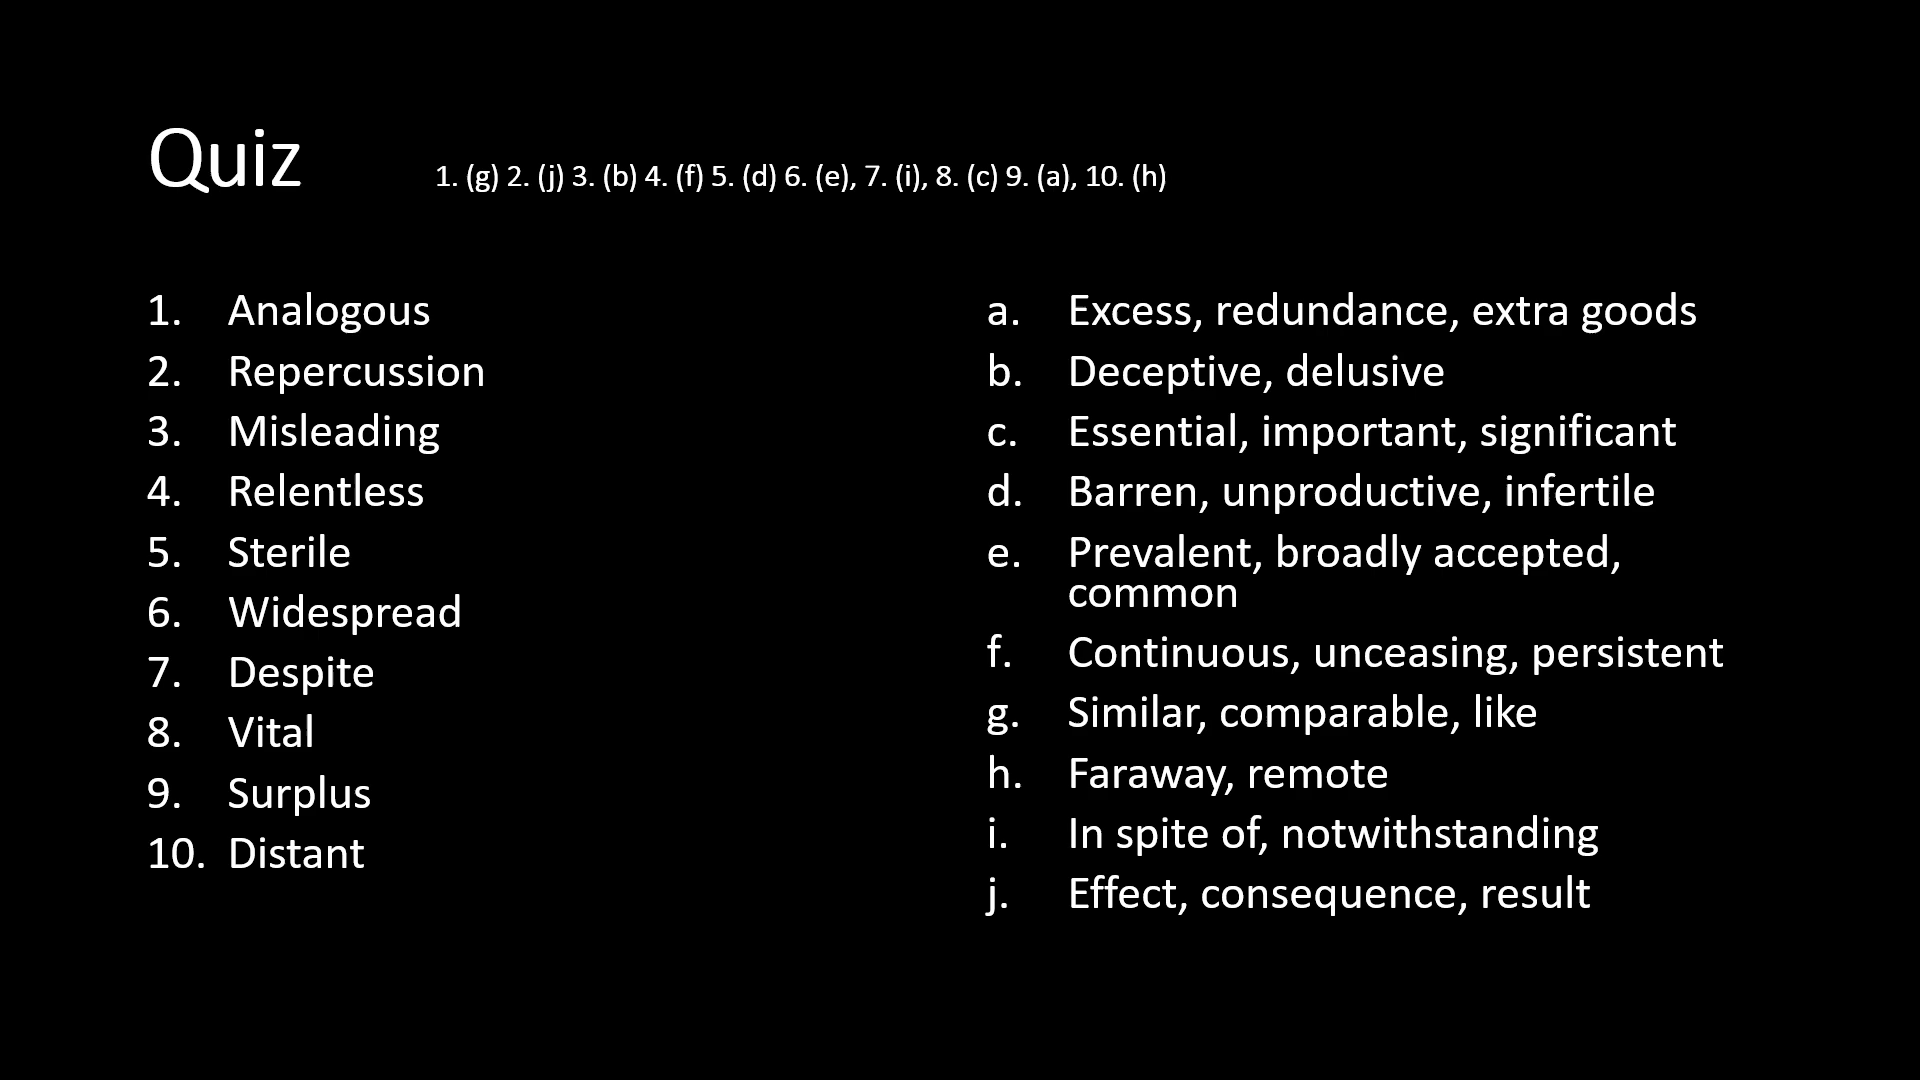 Quiz
1. (g) 2. (j) 3. (b) 4. (f) 5. (d) 6. (e), 7. (i), 8. (c) 9. (a), 10. (h)
1. Analogous
2. Repercussion
3. Misleading
4. Relentless
5. Sterile
6. Widespread
7. Despite
8. Vital
9. Surplus
10. Distant
a. Excess, redundance, extra goods
b. Deceptive, delusive
c. Essential, important, significant
d. Barren, unproductive, infertile
e. Prevalent, broadly accepted,
common
f. Continuous, unceasing, persistent
g. Similar, comparable, like
h. Faraway, remote
i. In spite of, notwithstanding
j. Effect, consequence, result